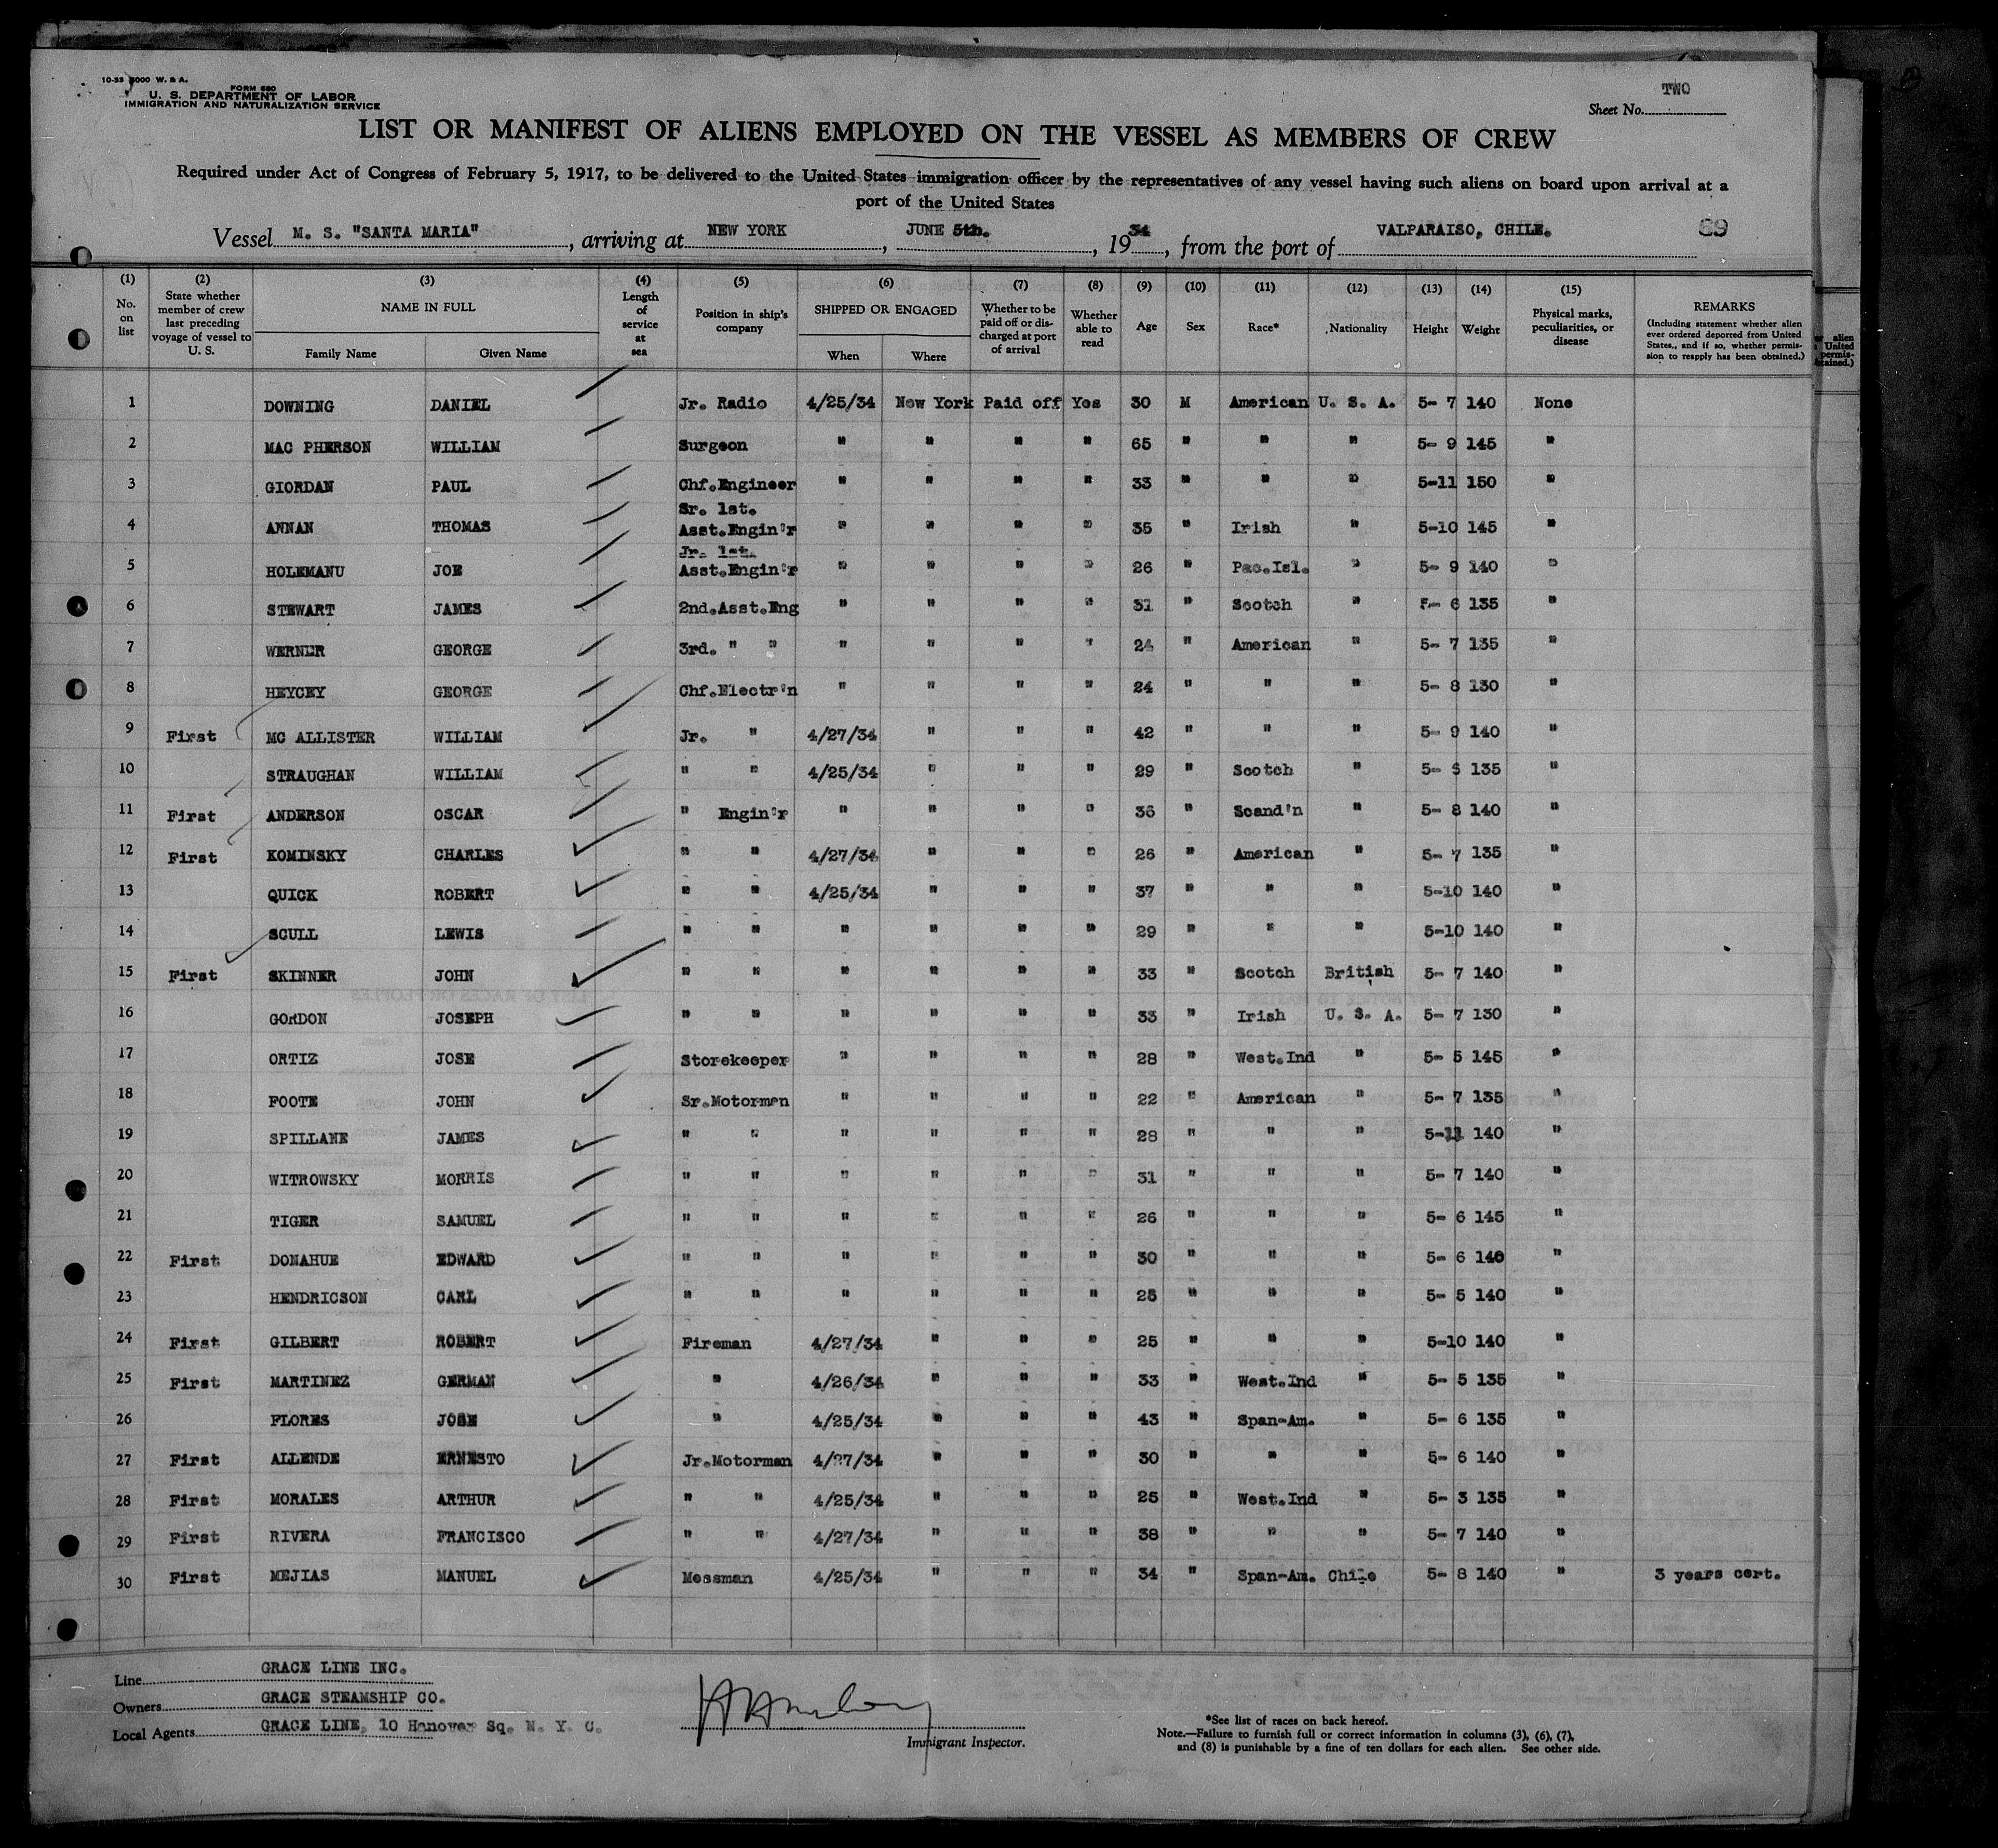 10-33 5000 W. & A.
FORM 680
U. S. DEPARTMENT OF LABOR
IMMIGRATION AND NATURALIZATION SERVICE
TWO
Sheet No.
LIST OR MANIFEST OF ALIENS EMPLOYED ON THE VESSEL AS MEMBERS OF CREW
Required under Act of Congress of February 5, 1917, to be delivered to the United States immigration officer by the representatives of any vessel having such aliens on board upon arrival at a
port of the United States
Vessel M. S. "SANTA MARIA", arriving at NEW YORK, JUNE 5th., 1934, from the port of VALPARAISO, CHILE. 89
(1) No. on list
(2) State whether member of crew last preceding voyage of vessel to U. S.
(3) NAME IN FULL Family Name Given Name
(4) Length of service at sea
(5) Position in ship's company
(6) SHIPPED OR ENGAGED When Where
(7) Whether to be paid off or discharged at port of arrival
(8) Whether able to read
(9) Age
(10) Sex
(11) Race*
(12) Nationality
(13) Height
(14) Weight
(15) Physical marks, peculiarities, or disease
REMARKS (Including statement whether alien ever ordered deported from United States, and if so, whether permission to reapply has been obtained.)
1 DOWNING DANIEL Jr. Radio 4/25/34 New York Paid off Yes 30 M American U. S. A. 5- 7 140 None
2 MAC PHERSON WILLIAM Surgeon " " " " 65 " " " 5- 9 145 "
3 GIORDAN PAUL Chf.Engineer " " " " 33 " " " 5-11 150 "
4 ANNAN THOMAS Sr. 1st. Asst.Engin'r " " " " 35 " Irish " 5-10 145 "
5 HOLEMANU JOE Jr. 1st. Asst.Engin'r " " " " 26 " Pac.Isl. " 5- 9 140 "
6 STEWART JAMES 2nd.Asst.Eng " " " " 31 " Scotch " 5- 6 135 "
7 WERNER GEORGE 3rd. " " " " " " 24 " American " 5- 7 135 "
8 HEYCEY GEORGE Chf.Electr'n " " " " 24 " " " 5- 8 130 "
9 First MC ALLISTER WILLIAM Jr. " 4/27/34 " " " 42 " " " 5- 9 140 "
10 STRAUGHAN WILLIAM " " 4/25/34 " " " 29 " Scotch " 5- 135 "
11 First ANDERSON OSCAR " Engin'r " " " " 36 " Scand'n " 5- 8 140 "
12 First KOMINSKY CHARLES " " 4/27/34 " " " 26 " American " 5- 7 135 "
13 QUICK ROBERT " " 4/25/34 " " " 37 " " " 5-10 140 "
14 SCULL LEWIS " " " " " " 29 " " " 5-10 140 "
15 First SKINNER JOHN " " " " " " 33 " Scotch British 5- 7 140 "
16 GORDON JOSEPH " " " " " " 33 " Irish U. S. A. 5- 7 130 "
17 ORTIZ JOSE Storekeeper " " " " 28 " West.Ind " 5- 5 145 "
18 FOOTE JOHN Sr.Motorman " " " " 22 " American " 5- 7 135 "
19 SPILLANE JAMES " " " " " " 28 " " " 5-11 140 "
20 WITROWSKY MORRIS " " " " " " 31 " " " 5- 7 140 "
21 TIGER SAMUEL " " " " " " 26 " " " 5- 6 145 "
22 First DONAHUE EDWARD " " " " " " 30 " " " 5- 6 140 "
23 HENDRICSON CARL " " " " " " 25 " " " 5- 5 140 "
24 First GILBERT ROBERT Fireman 4/27/34 " " " 25 " " " 5-10 140 "
25 First MARTINEZ GERMAN " 4/26/34 " " " 33 " West.Ind " 5- 5 135 "
26 FLORES JOSE " 4/25/34 " " " 43 " Span-Am. " 5- 6 135 "
27 First ALLENDE ERNESTO Jr.Motorman 4/27/34 " " " 30 " " " 5- 6 140 "
28 First MORALES ARTHUR " " 4/25/34 " " " 25 " West.Ind " 5- 3 135 "
29 First RIVERA FRANCISCO " " 4/27/34 " " " 38 " " " 5- 7 140 "
30 First MEJIAS MANUEL Messman 4/25/34 " " " 34 " Span-Am. Chile 5- 8 140 " 3 years cert.
Line GRACE LINE INC.
Owners GRACE STEAMSHIP CO.
Local Agents GRACE LINE, 10 Hanover Sq. N. Y. C.
Immigrant Inspector.
*See list of races on back hereof.
Note.—Failure to furnish full or correct information in columns (3), (6), (7),
and (8) is punishable by a fine of ten dollars for each alien. See other side.